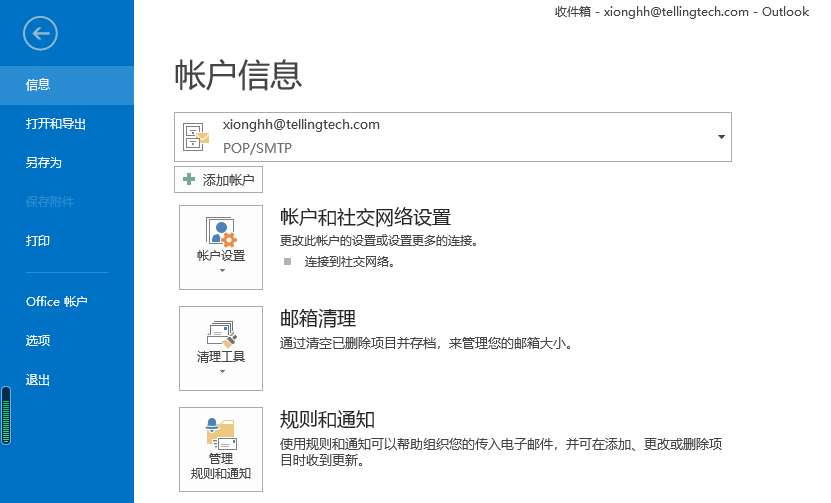 收件箱 - xionghh@tellingtech.com - Outlook
信息
打开和导出
另存为
保存附件
打印
Office 帐户
选项
退出
帐户信息
xionghh@tellingtech.com
POP/SMTP
添加帐户
帐户设置
帐户和社交网络设置
更改此帐户的设置或设置更多的连接。
连接到社交网络。
清理工具
邮箱清理
通过清空已删除项目并存档，来管理您的邮箱大小。
管理
规则和通知
规则和通知
使用规则和通知可以帮助组织您的传入电子邮件，并可在添加、更改或删除项
目时收到更新。